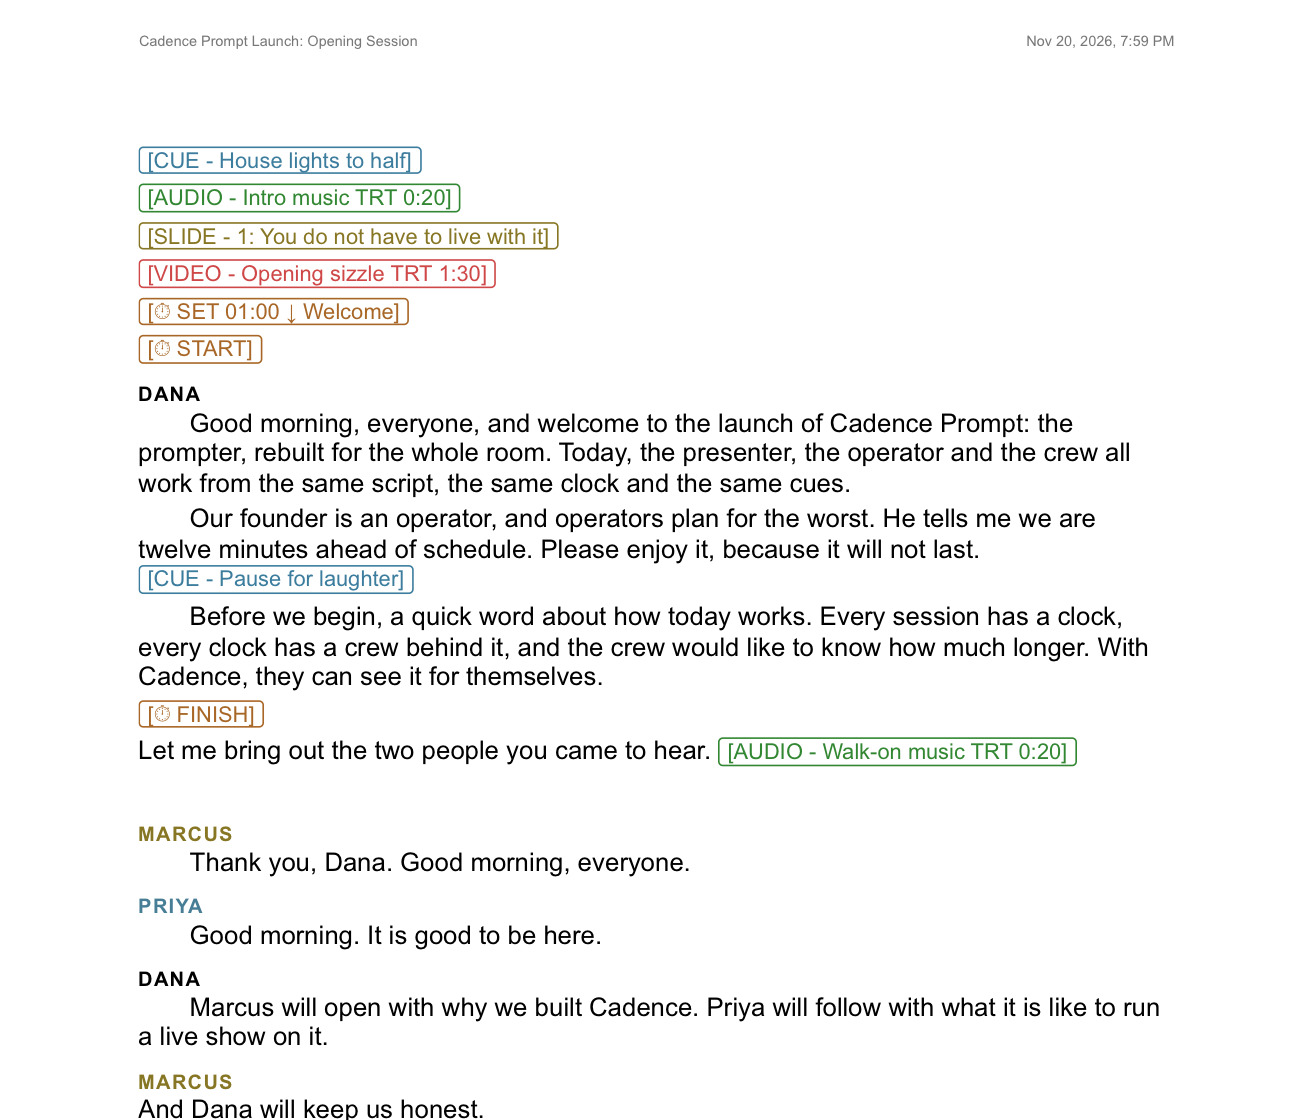 Cadence Prompt Launch: Opening Session
Nov 20, 2026, 7:59 PM
[CUE - House lights to half]
[AUDIO - Intro music TRT 0:20]
[SLIDE - 1: You do not have to live with it]
[VIDEO - Opening sizzle TRT 1:30]
[⏱ SET 01:00 ↓ Welcome]
[⏱ START]
DANA
Good morning, everyone, and welcome to the launch of Cadence Prompt: the
prompter, rebuilt for the whole room. Today, the presenter, the operator and the crew all
work from the same script, the same clock and the same cues.
Our founder is an operator, and operators plan for the worst. He tells me we are
twelve minutes ahead of schedule. Please enjoy it, because it will not last.
[CUE - Pause for laughter]
Before we begin, a quick word about how today works. Every session has a clock,
every clock has a crew behind it, and the crew would like to know how much longer. With
Cadence, they can see it for themselves.
[⏱ FINISH]
Let me bring out the two people you came to hear. [AUDIO - Walk-on music TRT 0:20]
MARCUS
Thank you, Dana. Good morning, everyone.
PRIYA
Good morning. It is good to be here.
DANA
Marcus will open with why we built Cadence. Priya will follow with what it is like to run
a live show on it.
MARCUS
And Dana will keep us honest.